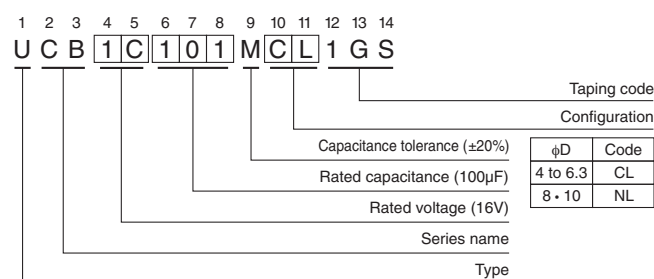 1 2 3 4 5 6 7 8 9 10 11 12 13 14
U C B 1 C 1 0 1 M C L 1 G S
Taping code
Configuration
Capacitance tolerance (±20%)
Rated capacitance (100µF)
Rated voltage (16V)
Series name
Type
ϕD Code
4 to 6.3 CL
8 • 10 NL